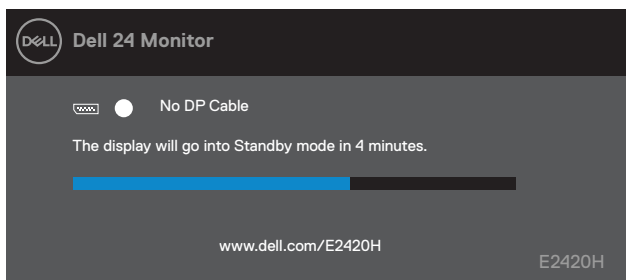 DELL
Dell 24 Monitor
No DP Cable
The display will go into Standby mode in 4 minutes.
www.dell.com/E2420H
E2420H